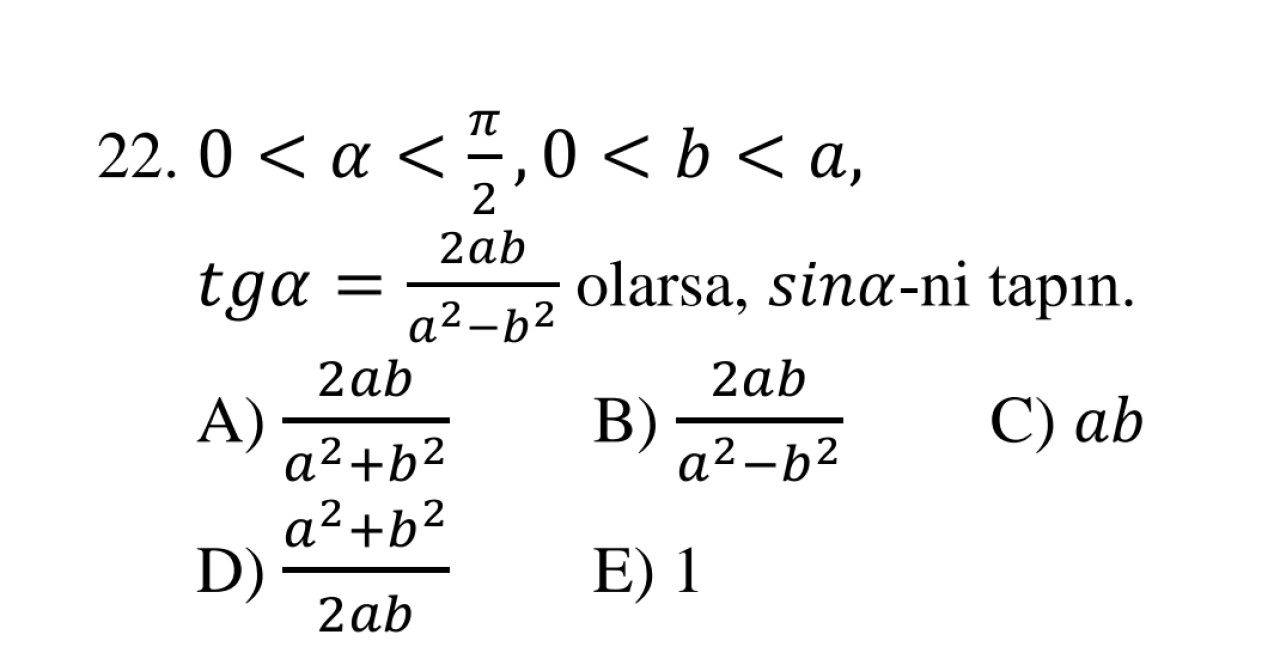 22. 0 < α < π/2, 0 < b < a,
tgα = 2ab/(a²−b²) olarsa, sinα-ni tapın.
A) 2ab/(a²+b²) B) 2ab/(a²−b²) C) ab
D) (a²+b²)/2ab E) 1